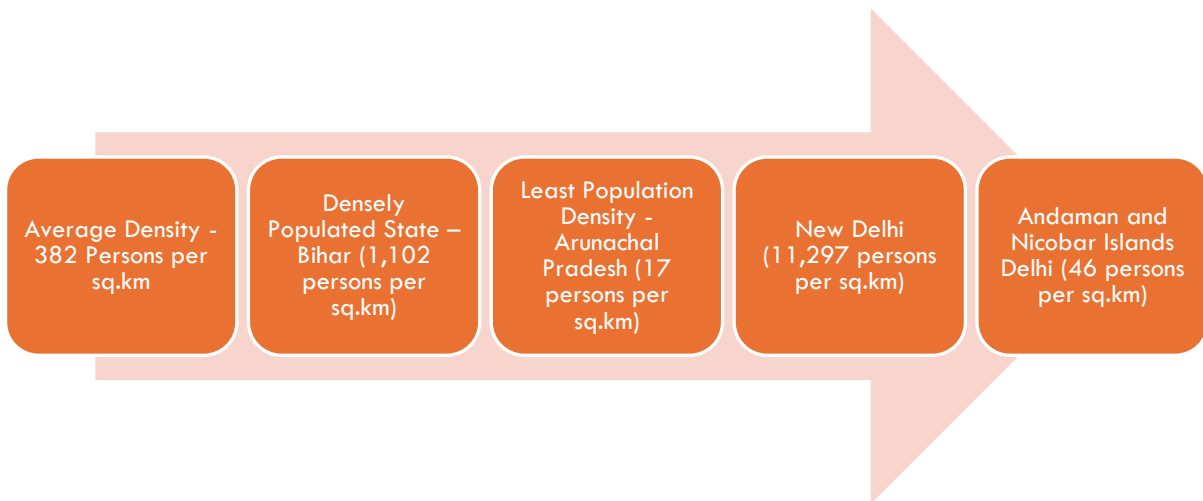 Average Density -
382 Persons per
sq.km
Densely
Populated State –
Bihar (1,102
persons per
sq.km)
Least Population
Density -
Arunachal
Pradesh (17
persons per
sq.km)
New Delhi
(11,297 persons
per sq.km)
Andaman and
Nicobar Islands
Delhi (46 persons
per sq.km)